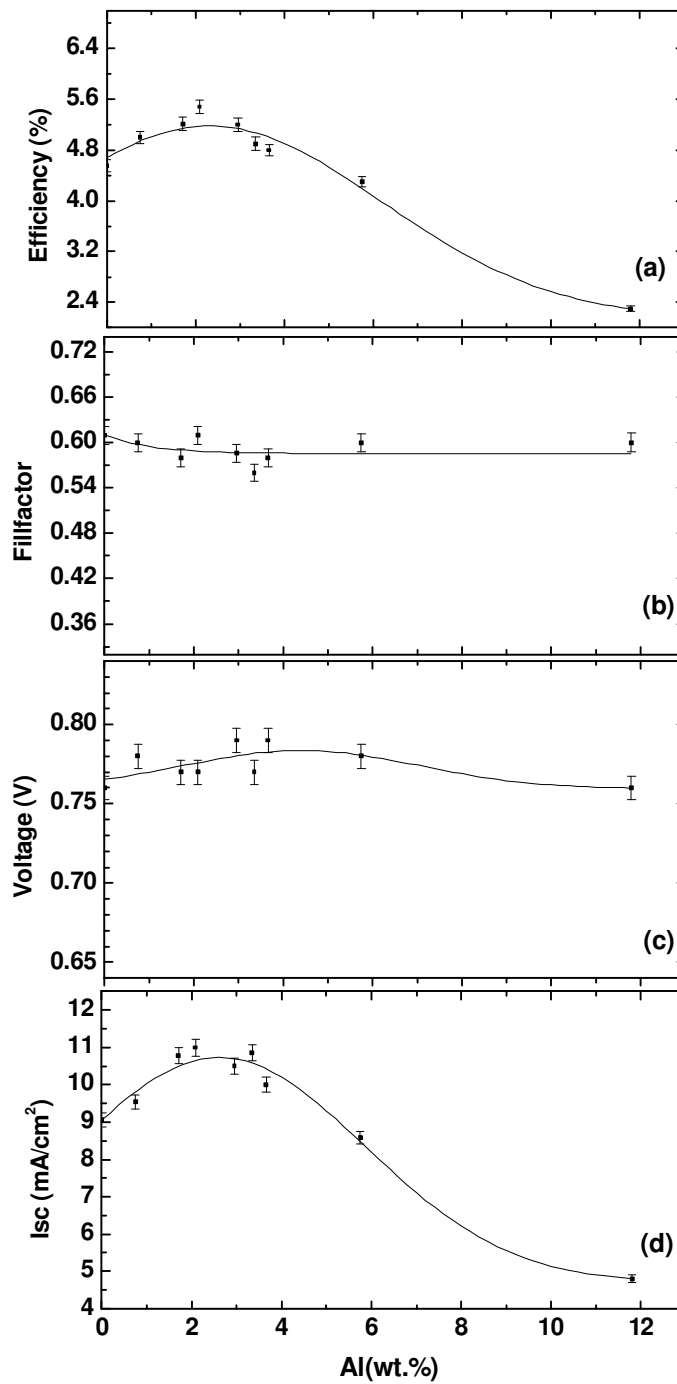 6.4
5.6
4.8
4.0
3.2
2.4
Efficiency (%)
(a)
0.72
0.66
0.60
0.54
0.48
0.42
0.36
Fillfactor
(b)
0.80
0.75
0.70
0.65
Voltage (V)
(c)
12
11
10
9
8
7
6
5
4
Isc (mA/cm²)
(d)
0 2 4 6 8 10 12
Al(wt.%)